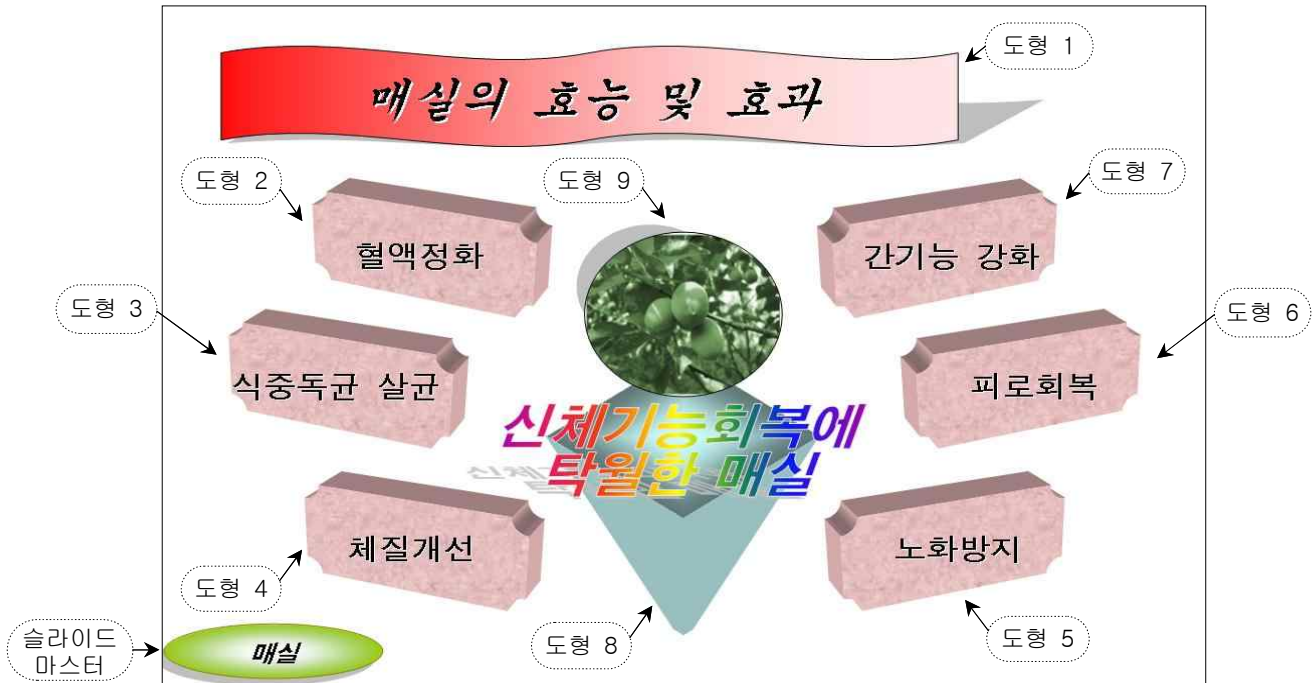 도형 1
매실의 효능 및 효과
도형 2
도형 9
도형 7
혈액정화
간기능 강화
도형 3
도형 6
식중독균 살균
피로회복
신체기능회복에
탁월한 매실
체질개선
노화방지
도형 4
도형 8
도형 5
슬라이드
마스터
매실